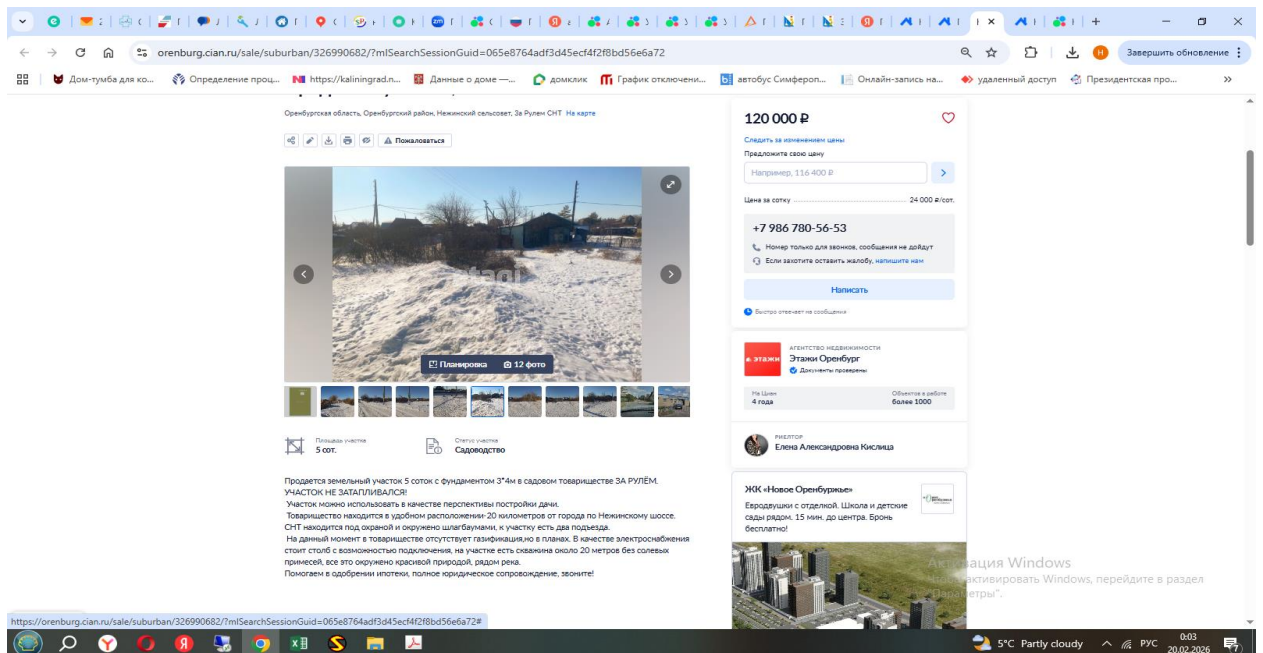 orenburg.cian.ru/sale/suburban/326990682/?mlSearchSessionGuid=065e8764adf3d45ecf4f2f8bd56e6a72
Завершить обновление
Дом-тумба для ко...
Определение проц...
https://kaliningrad.n...
Данные о доме —...
домклик
График отключени...
автобус Симфероп...
Онлайн-запись на...
удаленный доступ
Президентская про...
Оренбургская область, Оренбургский район, Нежинский сельсовет, За Рулем СНТ На карте
Пожаловаться
Планировка 12 фото
Площадь участка
5 сот.
Статус участка
Садоводство
Продается земельный участок 5 соток с фундаментом 3*4м в садовом товариществе ЗА РУЛЁМ.
УЧАСТОК НЕ ЗАТАПЛИВАЛСЯ!
Участок можно использовать в качестве перспективы постройки дачи.
Товарищество находится в удобном расположении-20 километров от города по Нежинскому шоссе.
СНТ находится под охраной и окружено шлагбаумами, к участку есть два подъезда.
На данный момент в товариществе отсутствует газификация,но в планах. В качестве электроснабжения
стоит столб с возможностью подключения, на участке есть скважина около 20 метров без солевых
примесей, все это окружено красивой природой, рядом река.
Помогаем в одобрении ипотеки, полное юридическое сопровождение, звоните!
120 000 ₽
Следить за изменением цены
Предложите свою цену
Например, 116 400 ₽
Цена за сотку 24 000 ₽/сот.
+7 986 780-56-53
Номер только для звонков, сообщения не дойдут
Если захотите оставить жалобу, напишите нам
Написать
Быстро отвечает на сообщения
АГЕНТСТВО НЕДВИЖИМОСТИ
ЭТАЖИ
Этажи Оренбург
Документы проверены
На Циан
4 года
Объектов в работе
более 1000
РИЕЛТОР
Елена Александровна Кислица
ЖК «Новое Оренбуржье»
Евродвушки с отделкой. Школа и детские
сады рядом. 15 мин. до центра. Бронь
бесплатно!
https://orenburg.cian.ru/sale/suburban/326990682/?mlSearchSessionGuid=065e8764adf3d45ecf4f2f8bd56e6a72#
5°C Partly cloudy
РУС
0:03
20.02.2026